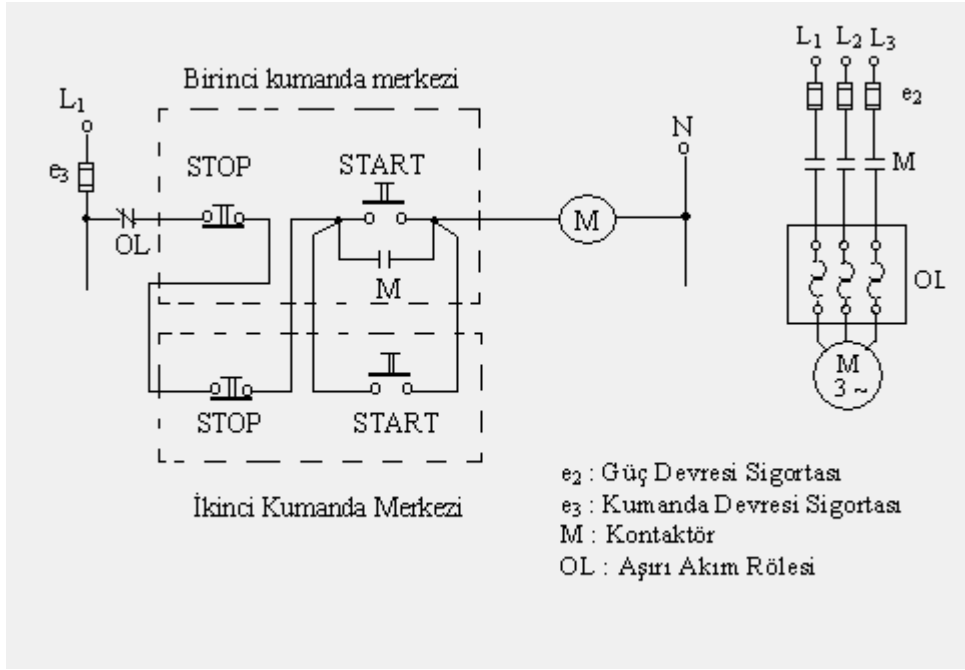 Birinci kumanda merkezi
L1
e3
OL
STOP
START
M
M
N
STOP
START
İkinci Kumanda Merkezi
L1 L2 L3
e2
M
OL
M
3 ~
e2 : Güç Devresi Sigortası
e3 : Kumanda Devresi Sigortası
M : Kontaktör
OL : Aşırı Akım Rölesi